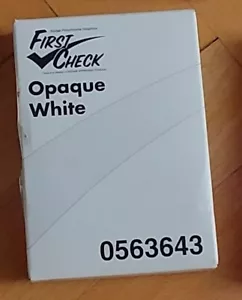 FIRST
CHECK
Opaque
White
0563643